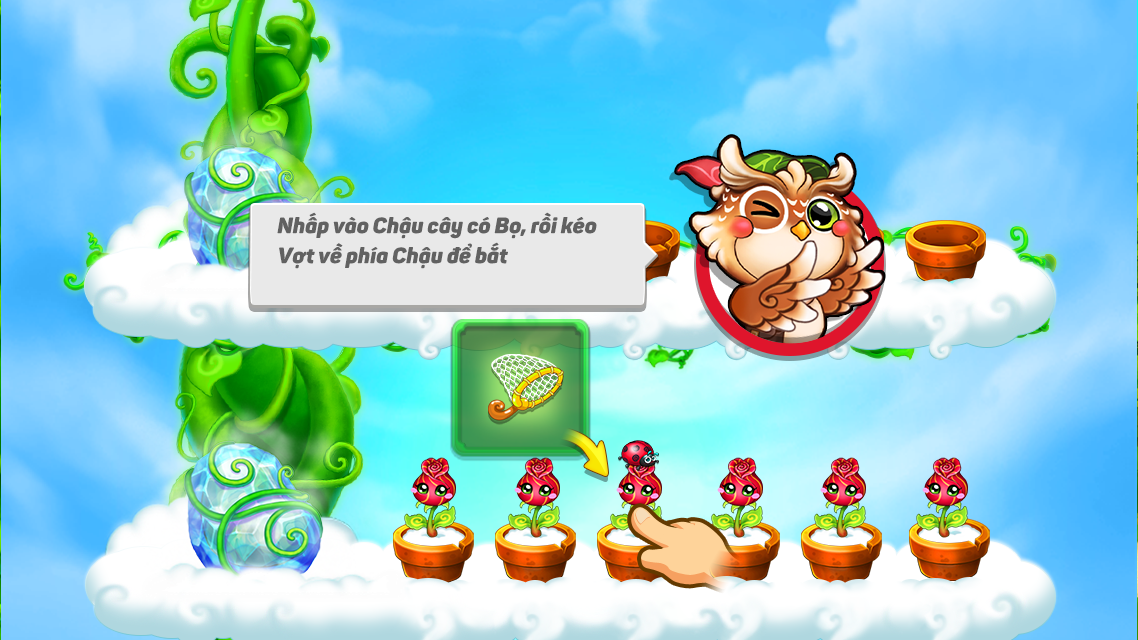 Nhấp vào Chậu cây có Bọ, rồi kéo
Vợt về phía Chậu để bắt